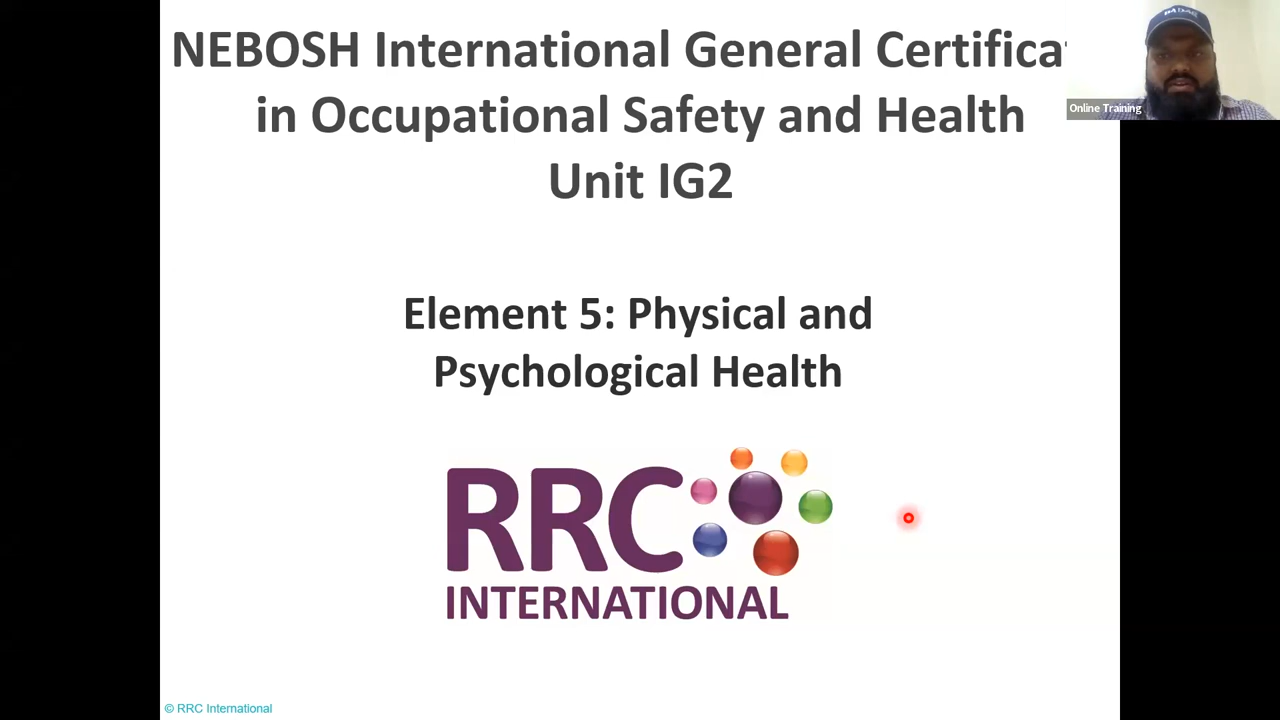 NEBOSH International General Certificat
in Occupational Safety and Health
Unit IG2
Online Training
Element 5: Physical and
Psychological Health
RRC
INTERNATIONAL
© RRC International